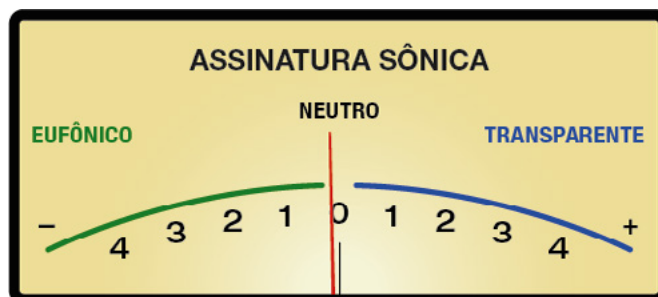 ASSINATURA SÔNICA
NEUTRO
EUFÔNICO TRANSPARENTE
– 4 3 2 1 0 1 2 3 4 +